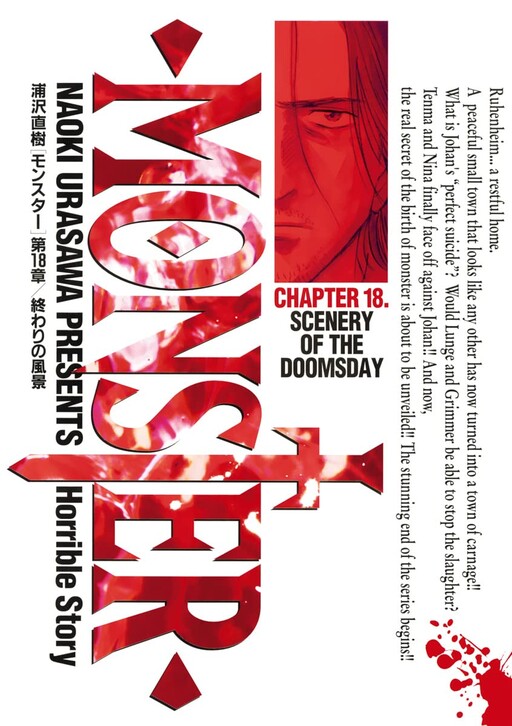 Ruhenheim... a restful home.
A peaceful small town that looks like any other has now turned into a town of carnage!!
What is Johan's "perfect suicide"? Would Lunge and Grimmer be able to stop the slaughter?
Tenma and Nina finally face off against Johan!! And now,
the real secret of the birth of monster is about to be unveiled!! The stunning end of the series begins!!
CHAPTER 18.
SCENERY
OF THE
DOOMSDAY
MONSTER
NAOKI URASAWA PRESENTS Horrible Story
浦沢直樹[モンスター]第18章/終わりの風景